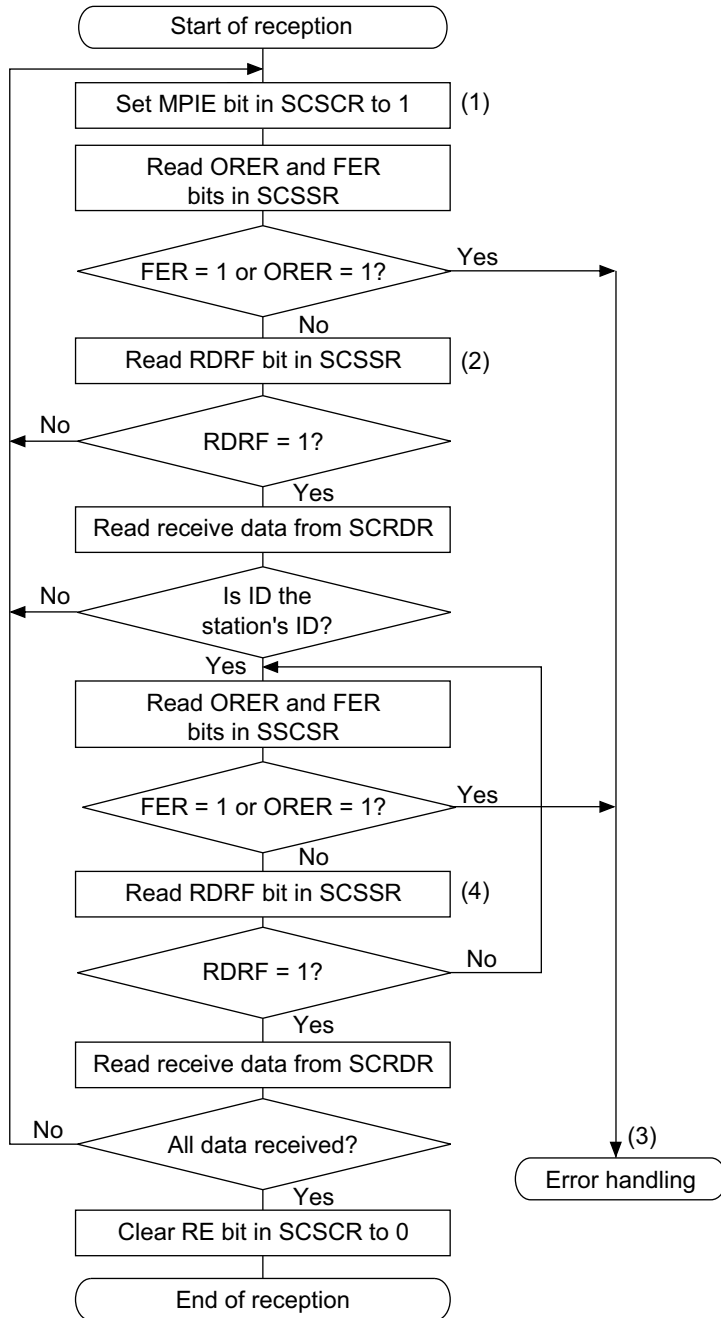 Start of reception
Set MPIE bit in SCSCR to 1
(1)
Read ORER and FER
bits in SCSSR
FER = 1 or ORER = 1?
Yes
No
Read RDRF bit in SCSSR
(2)
No
RDRF = 1?
Yes
Read receive data from SCRDR
No
Is ID the
station's ID?
Yes
Read ORER and FER
bits in SSCSR
FER = 1 or ORER = 1?
Yes
No
Read RDRF bit in SCSSR
(4)
RDRF = 1?
No
Yes
Read receive data from SCRDR
No
All data received?
(3)
Error handling
Yes
Clear RE bit in SCSCR to 0
End of reception